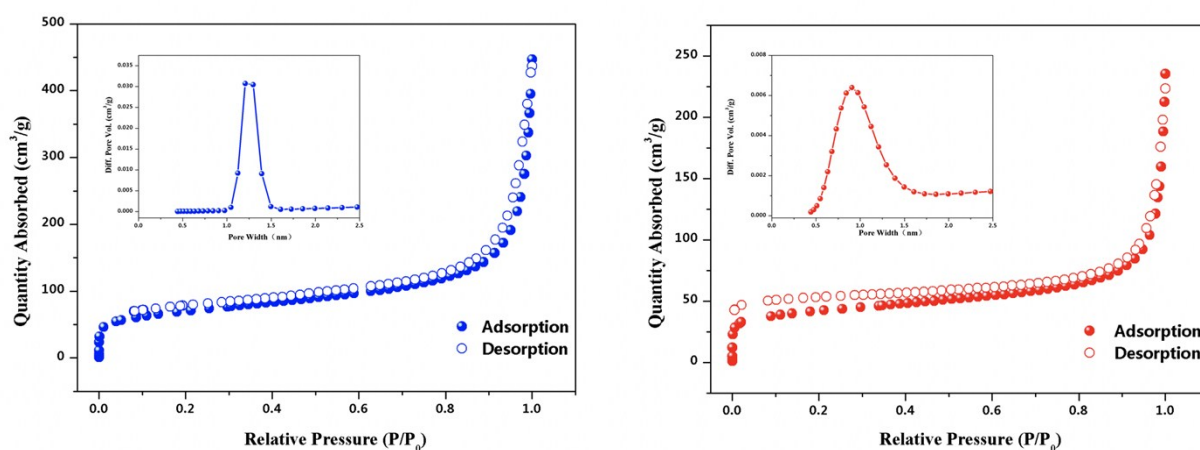 500
400
300
200
100
0
Quantity Absorbed (cm³/g)
0.0 0.2 0.4 0.6 0.8 1.0
Relative Pressure (P/P₀)
Adsorption
Desorption
0.035
0.030
0.025
0.020
0.015
0.010
0.005
0.000
Diff. Pore Vol. (cm³/g)
0.0 0.5 1.0 1.5 2.0 2.5
Pore Width（nm）
250
200
150
100
50
0
Quantity Absorbed (cm³/g)
0.0 0.2 0.4 0.6 0.8 1.0
Relative Pressure (P/P₀)
Adsorption
Desorption
0.008
0.006
0.004
0.002
0.000
Diff. Pore Vol. (cm³/g)
0.0 0.5 1.0 1.5 2.0 2.5
Pore Width（nm）